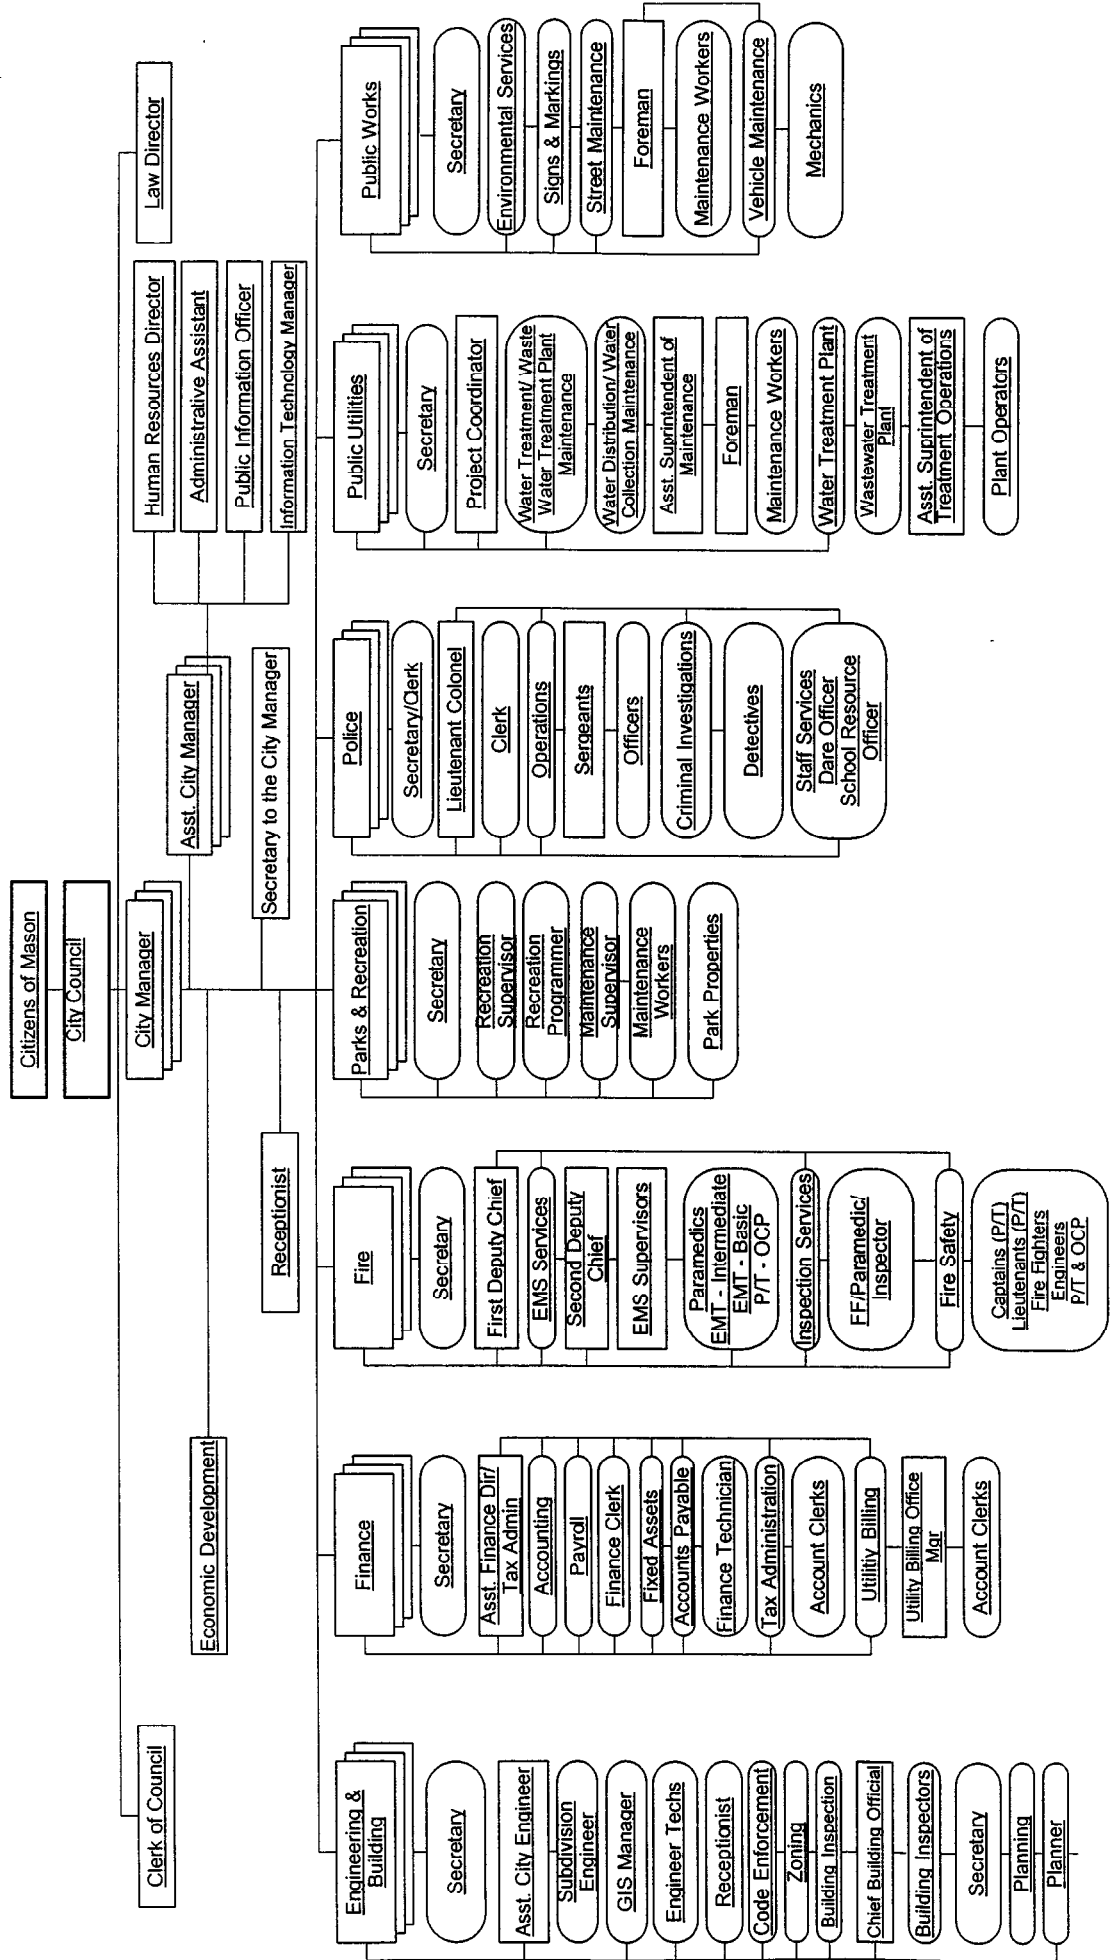 Citizens of Mason
City Council
Clerk of Council
Law Director
City Manager
Asst. City Manager
Human Resources Director
Administrative Assistant
Public Information Officer
Information Technology Manager
Economic Development
Receptionist
Secretary to the City Manager
Engineering &
Building
Secretary
Asst. City Engineer
Subdivision
Engineer
GIS Manager
Engineer Techs
Receptionist
Code Enforcement
Zoning
Building Inspection
Chief Building Official
Building Inspectors
Secretary
Planning
Planner
Finance
Secretary
Asst. Finance Dir/
Tax Admin
Accounting
Payroll
Finance Clerk
Fixed Assets
Accounts Payable
Finance Technician
Tax Administration
Account Clerks
Utilitiy Billing
Utility Billing Office
Mgr
Account Clerks
Fire
Secretary
First Deputy Chief
EMS Services
Second Deputy
Chief
EMS Supervisors
Paramedics
EMT - Intermediate
EMT - Basic
P/T - OCP
Inspection Services
FF/Paramedic/
Inspector
Fire Safety
Captains (P/T)
Lieutenants (P/T)
Fire Fighters
Engineers
P/T & OCP
Parks & Recreation
Secretary
Recreation
Supervisor
Recreation
Programmer
Maintenance
Supervisor
Maintenance
Workers
Park Properties
Police
Secretary/Clerk
Lieutenant Colonel
Clerk
Operations
Sergeants
Officers
Criminal Investigations
Detectives
Staff Services
Dare Officer
School Resource
Officer
Public Utilities
Secretary
Project Coordinator
Water Treatment/ Waste
Water Treatment Plant
Maintenance
Water Distribution/ Water
Collection Maintenance
Asst. Suprintendent of
Maintenance
Foreman
Maintenance Workers
Water Treatment Plant
Wastewater Treatment
Plant
Asst. Suprintendent of
Treatment Operations
Plant Operators
Public Works
Secretary
Environmental Services
Signs & Markings
Street Maintenance
Foreman
Maintenance Workers
Vehicle Maintenance
Mechanics